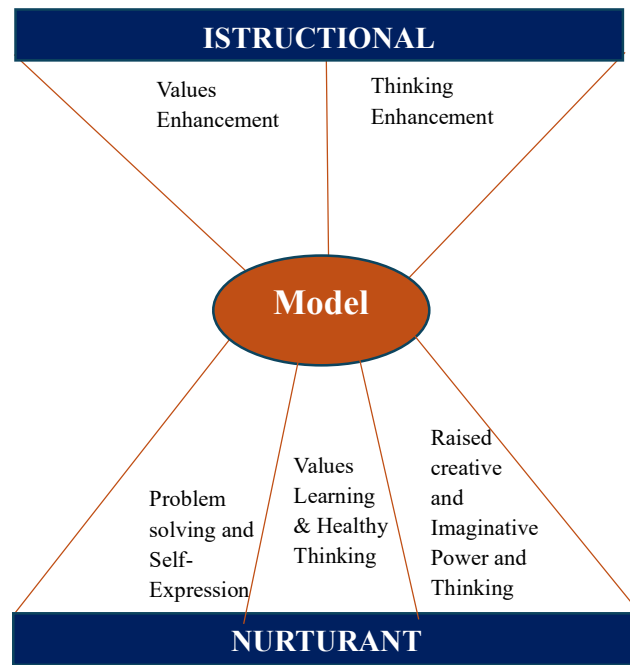 ISTRUCTIONAL
Values
Enhancement
Thinking
Enhancement
Model
Problem
solving and
Self-
Expression
Values
Learning
& Healthy
Thinking
Raised
creative
and
Imaginative
Power and
Thinking
NURTURANT